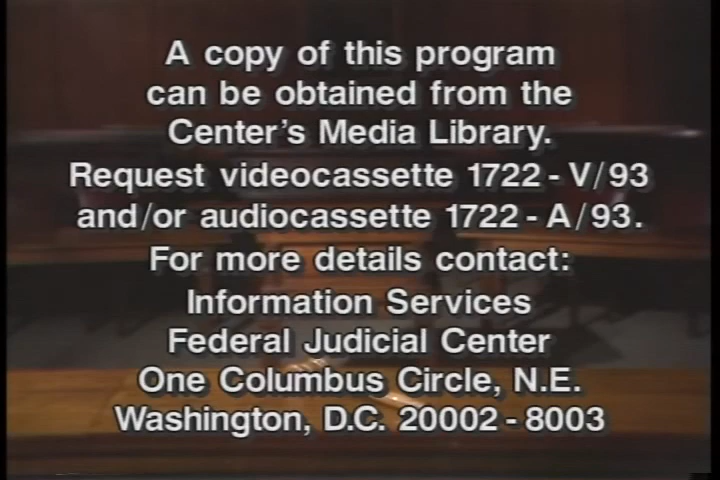 A copy of this program
can be obtained from the
Center's Media Library.
Request videocassette 1722 - V/93
and/or audiocassette 1722 - A/93.
For more details contact:
Information Services
Federal Judicial Center
One Columbus Circle, N.E.
Washington, D.C. 20002 - 8003